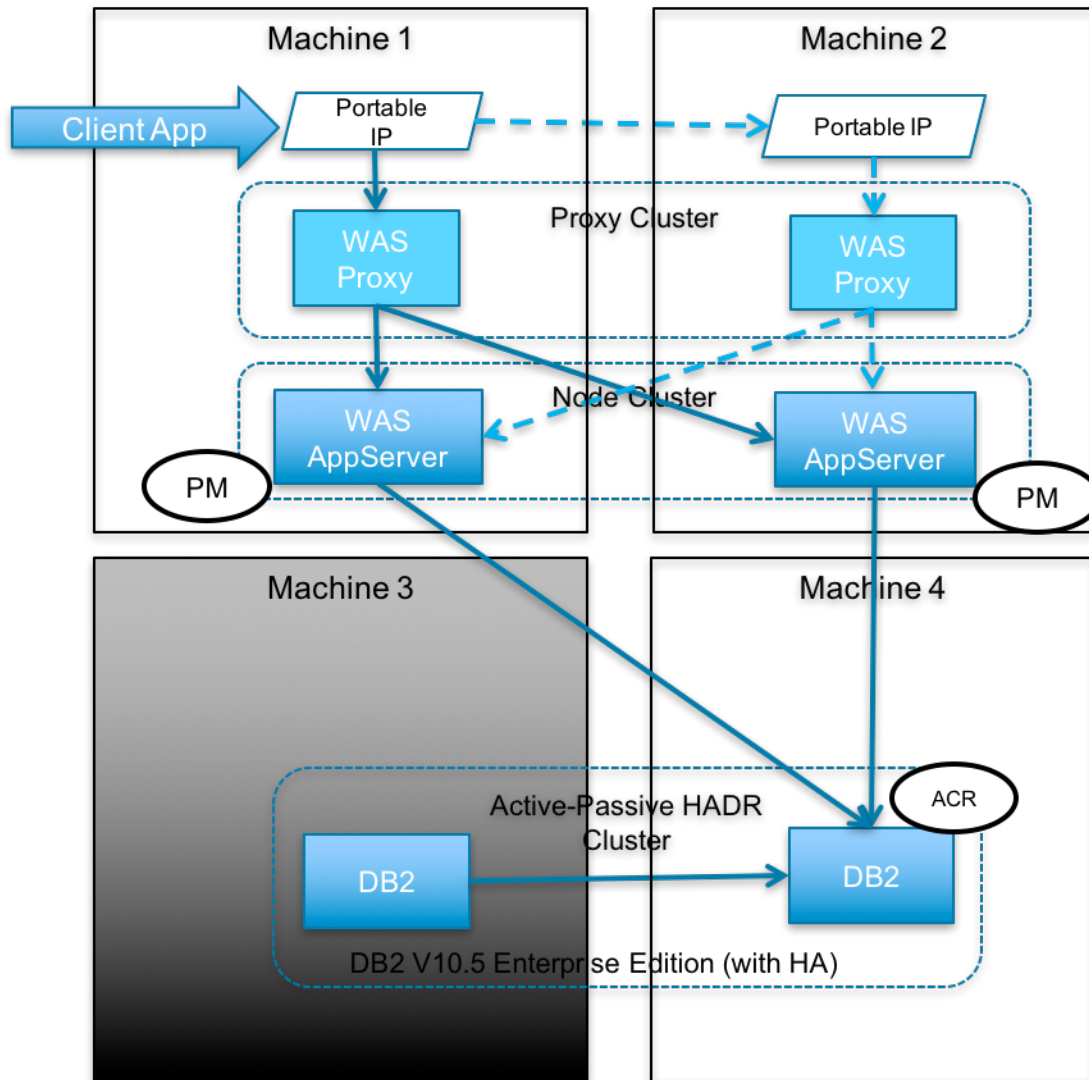 Machine 1
Machine 2
Client App
Portable
IP
Portable IP
Proxy Cluster
WAS
Proxy
WAS
Proxy
Node Cluster
WAS
AppServer
WAS
AppServer
PM
PM
Machine 3
Machine 4
Active-Passive HADR
Cluster
ACR
DB2
DB2
DB2 V10.5 Enterprise Edition (with HA)